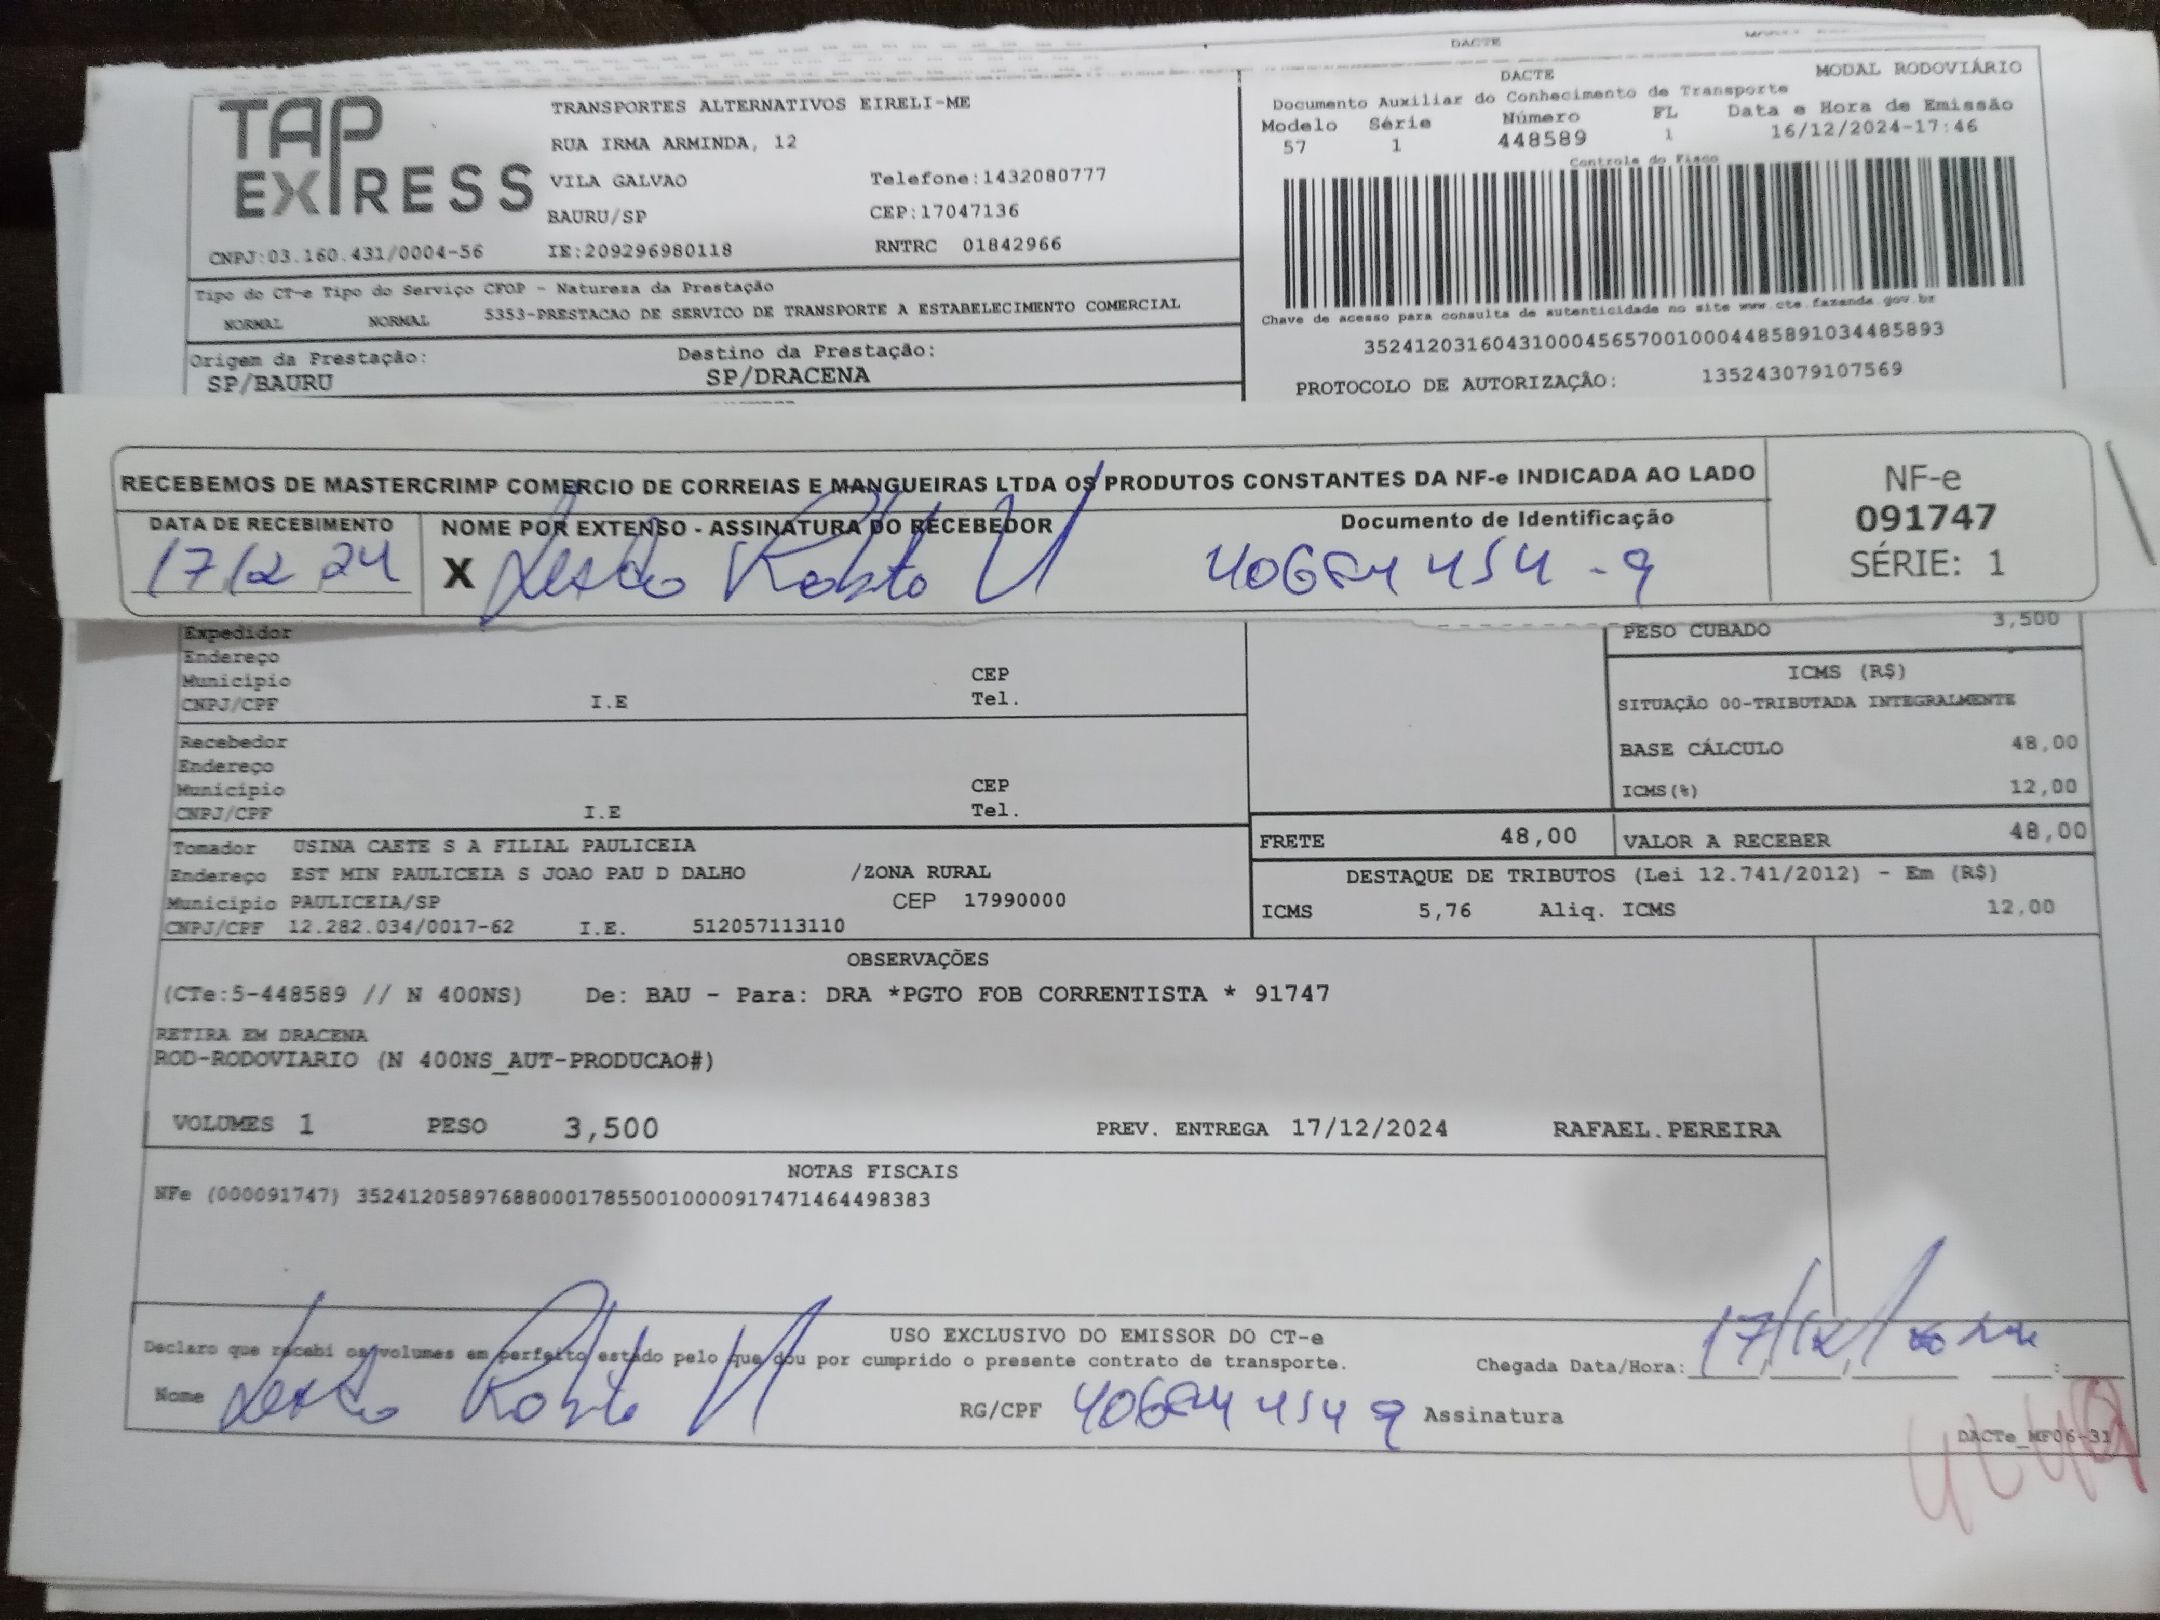 DACTE
TAP EXPRESS
TRANSPORTES ALTERNATIVOS EIRELI-ME
RUA IRMA ARMINDA, 12
VILA GALVAO Telefone:1432080777
BAURU/SP CEP:17047136
CNPJ:03.160.431/0004-56 IE:209296980118 RNTRC 01842966
DACTE MODAL RODOVIÁRIO
Documento Auxiliar do Conhecimento de Transporte
Modelo Série Número FL Data e Hora de Emissão
57 1 448589 1 16/12/2024-17:46
Controle do Fisco
Tipo do CT-e Tipo do Serviço CFOP - Natureza da Prestação
NORMAL NORMAL 5353-PRESTACAO DE SERVICO DE TRANSPORTE A ESTABELECIMENTO COMERCIAL
Chave de acesso para consulta de autenticidade no site www.cte.fazenda.gov.br
35241203160431000456570010004485891034485893
Origem da Prestação: Destino da Prestação:
SP/BAURU SP/DRACENA
PROTOCOLO DE AUTORIZAÇÃO: 135243079107569
RECEBEMOS DE MASTERCRIMP COMERCIO DE CORREIAS E MANGUEIRAS LTDA OS PRODUTOS CONSTANTES DA NF-e INDICADA AO LADO
NF-e
091747
SÉRIE: 1
DATA DE RECEBIMENTO NOME POR EXTENSO - ASSINATURA DO RECEBEDOR Documento de Identificação
17/12 24 X
Expedidor
Endereço
Municipio CEP
CNPJ/CPF I.E Tel.
PESO CUBADO 3,500
ICMS (R$)
SITUAÇÃO 00-TRIBUTADA INTEGRALMENTE
Recebedor
Endereço
Municipio CEP
CNPJ/CPF I.E Tel.
BASE CÁLCULO 48,00
ICMS(%) 12,00
Tomador USINA CAETE S A FILIAL PAULICEIA
Endereço EST MIN PAULICEIA S JOAO PAU D DALHO /ZONA RURAL
Municipio PAULICEIA/SP CEP 17990000
CNPJ/CPF 12.282.034/0017-62 I.E. 512057113110
FRETE 48,00 VALOR A RECEBER 48,00
DESTAQUE DE TRIBUTOS (Lei 12.741/2012) - Em (R$)
ICMS 5,76 Aliq. ICMS 12,00
OBSERVAÇÕES
(CTe:5-448589 // N 400NS) De: BAU - Para: DRA *PGTO FOB CORRENTISTA * 91747
RETIRA EM DRACENA
ROD-RODOVIARIO (N 400NS_AUT-PRODUCAO#)
VOLUMES 1 PESO 3,500 PREV. ENTREGA 17/12/2024 RAFAEL.PEREIRA
NOTAS FISCAIS
NFe (000091747) 35241205897688000178550010000917471464498383
USO EXCLUSIVO DO EMISSOR DO CT-e
Declaro que recebi os volumes em perfeito estado pelo que dou por cumprido o presente contrato de transporte.
Chegada Data/Hora: 17/12/
Nome RG/CPF Assinatura
DACTe_MF06-31